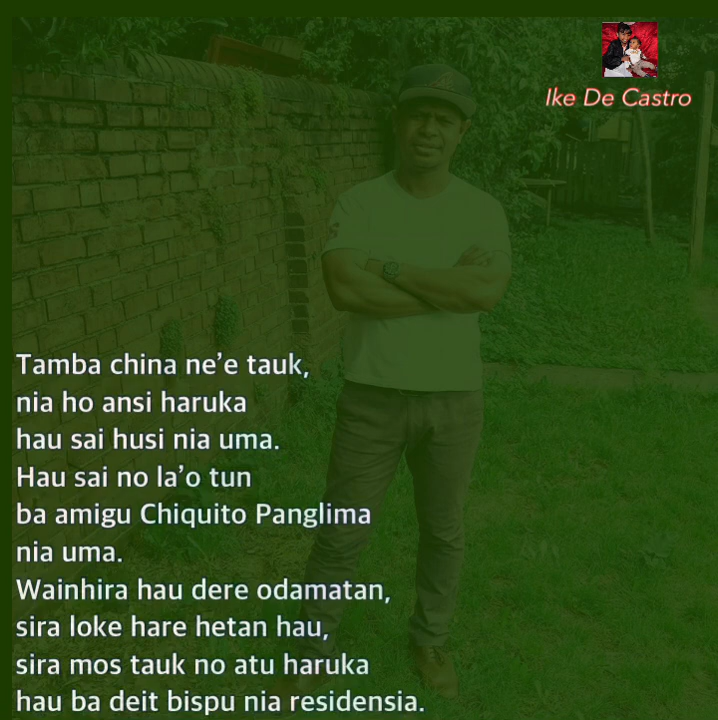 Ike De Castro
Tamba china ne’e tauk,
nia ho ansi haruka
hau sai husi nia uma.
Hau sai no la’o tun
ba amigu Chiquito Panglima
nia uma.
Wainhira hau dere odamatan,
sira loke hare hetan hau,
sira mos tauk no atu haruka
hau ba deit bispu nia residensia.